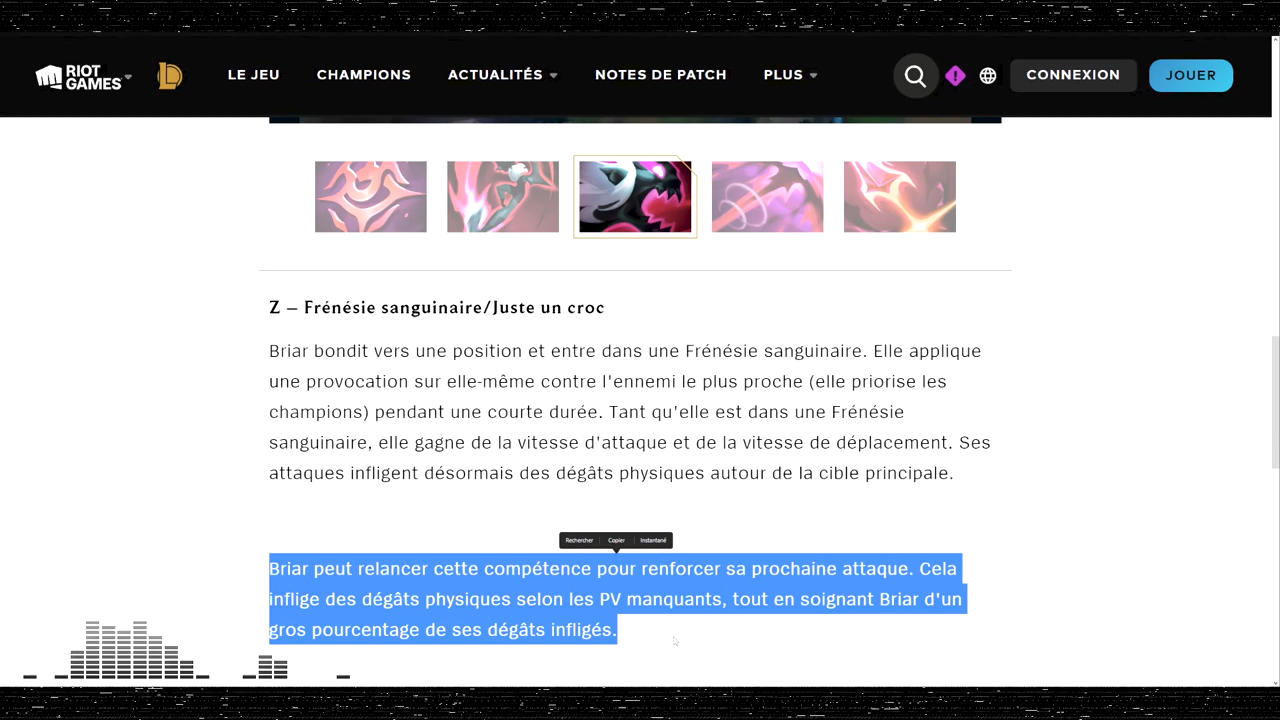 RIOT
GAMES
LE JEU
CHAMPIONS
ACTUALITÉS
NOTES DE PATCH
PLUS
CONNEXION
JOUER
Z – Frénésie sanguinaire/Juste un croc
Briar bondit vers une position et entre dans une Frénésie sanguinaire. Elle applique
une provocation sur elle-même contre l'ennemi le plus proche (elle priorise les
champions) pendant une courte durée. Tant qu'elle est dans une Frénésie
sanguinaire, elle gagne de la vitesse d'attaque et de la vitesse de déplacement. Ses
attaques infligent désormais des dégâts physiques autour de la cible principale.
Rechercher
Copier
Instantané
Briar peut relancer cette compétence pour renforcer sa prochaine attaque. Cela
inflige des dégâts physiques selon les PV manquants, tout en soignant Briar d'un
gros pourcentage de ses dégâts infligés.